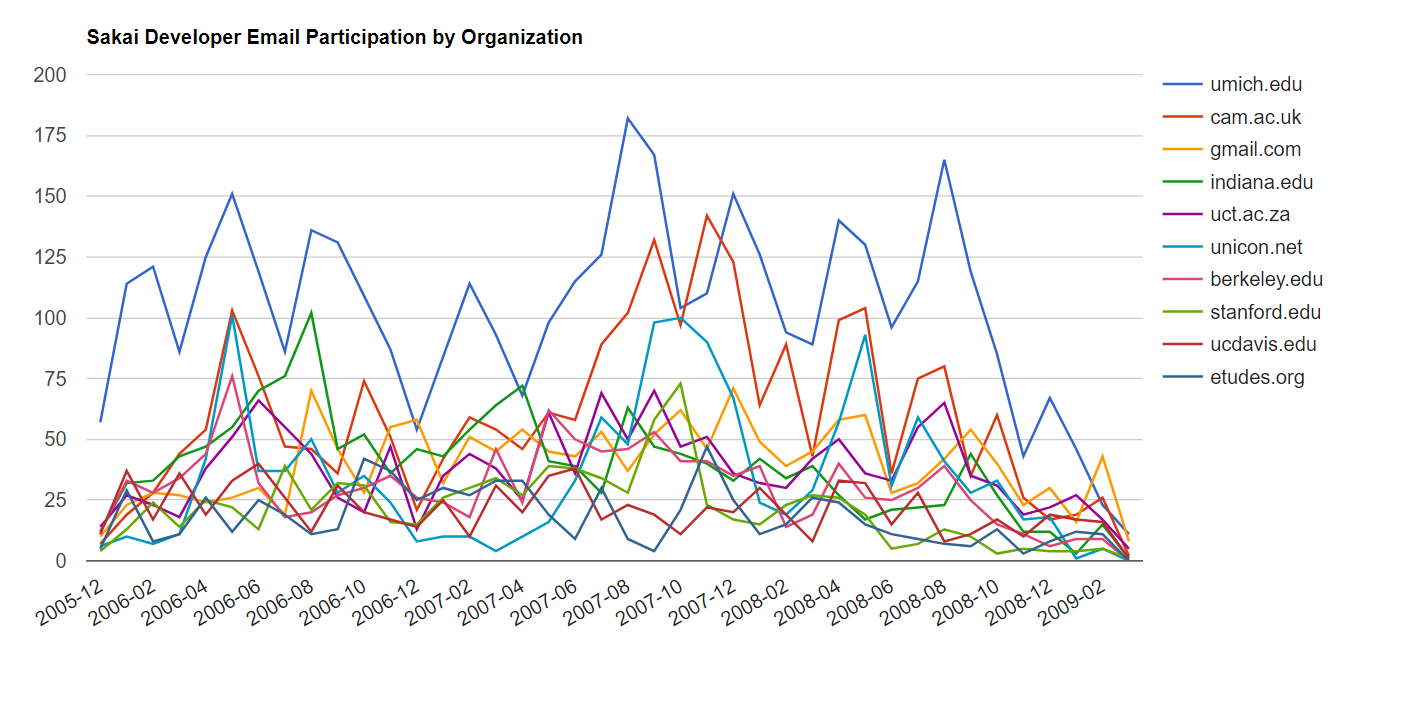 Sakai Developer Email Participation by Organization
200
175
150
125
100
75
50
25
0
2005-12
2006-02
2006-04
2006-06
2006-08
2006-10
2006-12
2007-02
2007-04
2007-06
2007-08
2007-10
2007-12
2008-02
2008-04
2008-06
2008-08
2008-10
2008-12
2009-02
umich.edu
cam.ac.uk
gmail.com
indiana.edu
uct.ac.za
unicon.net
berkeley.edu
stanford.edu
ucdavis.edu
etudes.org